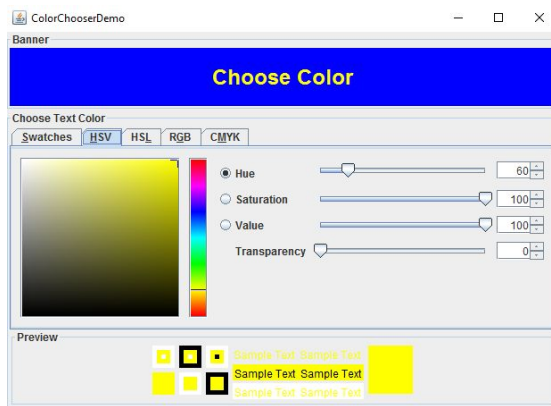 ColorChooserDemo
Banner
Choose Color
Choose Text Color
Swatches HSV HSL RGB CMYK
Hue 60
Saturation 100
Value 100
Transparency 0
Preview
Sample Text Sample Text
Sample Text Sample Text
Sample Text Sample Text